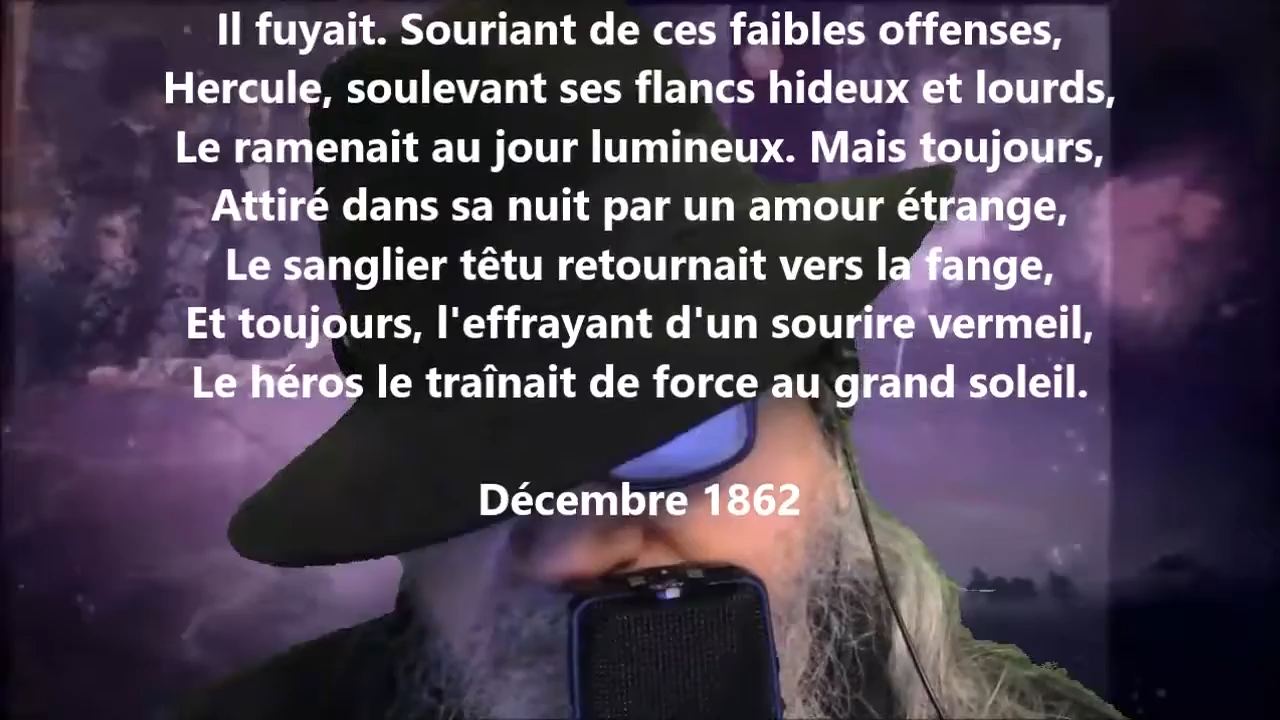 Il fuyait. Souriant de ces faibles offenses,
Hercule, soulevant ses flancs hideux et lourds,
Le ramenait au jour lumineux. Mais toujours,
Attiré dans sa nuit par un amour étrange,
Le sanglier têtu retournait vers la fange,
Et toujours, l'effrayant d'un sourire vermeil,
Le héros le traînait de force au grand soleil.
Décembre 1862